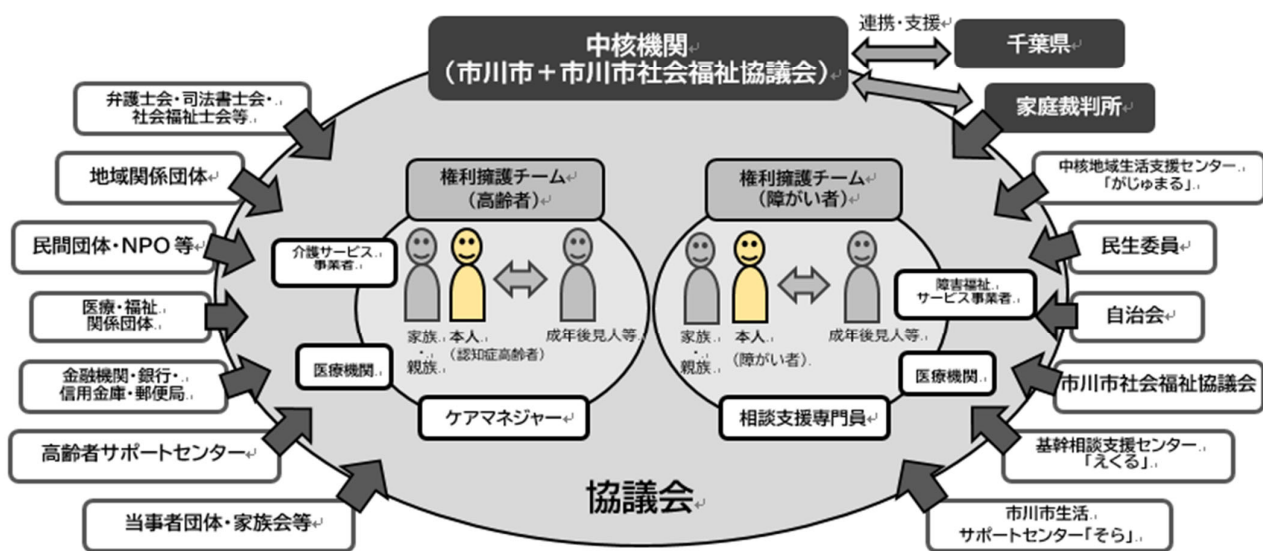 中核機関
(市川市+市川市社会福祉協議会)
連携・支援
千葉県
家庭裁判所
弁護士会・司法書士会・
社会福祉士会等
地域関係団体
民間団体・NPO等
医療・福祉
関係団体
金融機関・銀行・
信用金庫・郵便局
高齢者サポートセンター
当事者団体・家族会等
権利擁護チーム
(高齢者)
介護サービス
事業者
家族
・
親族
本人
(認知症高齢者)
成年後見人等
医療機関
ケアマネジャー
権利擁護チーム
(障がい者)
障害福祉
サービス事業者
家族
・
親族
本人
(障がい者)
成年後見人等
医療機関
相談支援専門員
協議会
中核地域生活支援センター
「がじゅまる」
民生委員
自治会
市川市社会福祉協議会
基幹相談支援センター
「えくる」
市川市生活
サポートセンター「そら」